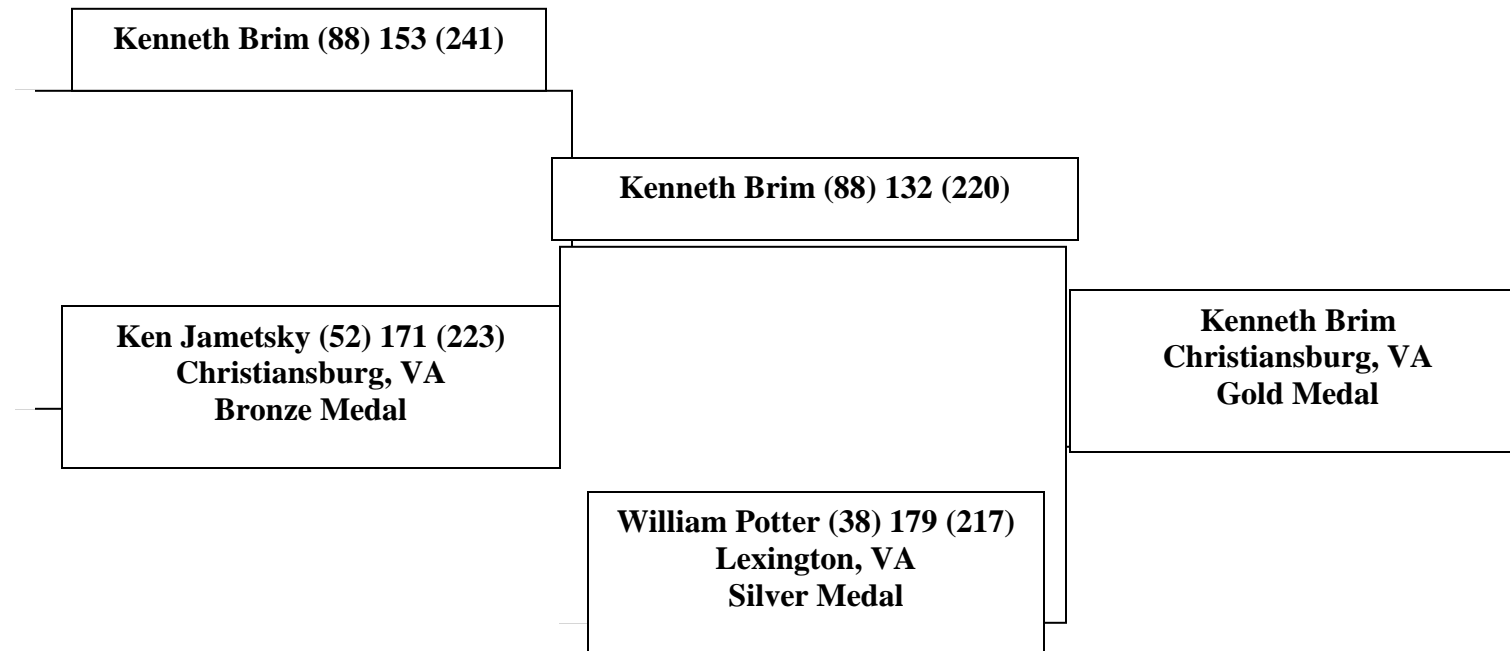 Kenneth Brim (88) 153 (241)
Kenneth Brim (88) 132 (220)
Ken Jametsky (52) 171 (223)
Christiansburg, VA
Bronze Medal
Kenneth Brim
Christiansburg, VA
Gold Medal
William Potter (38) 179 (217)
Lexington, VA
Silver Medal